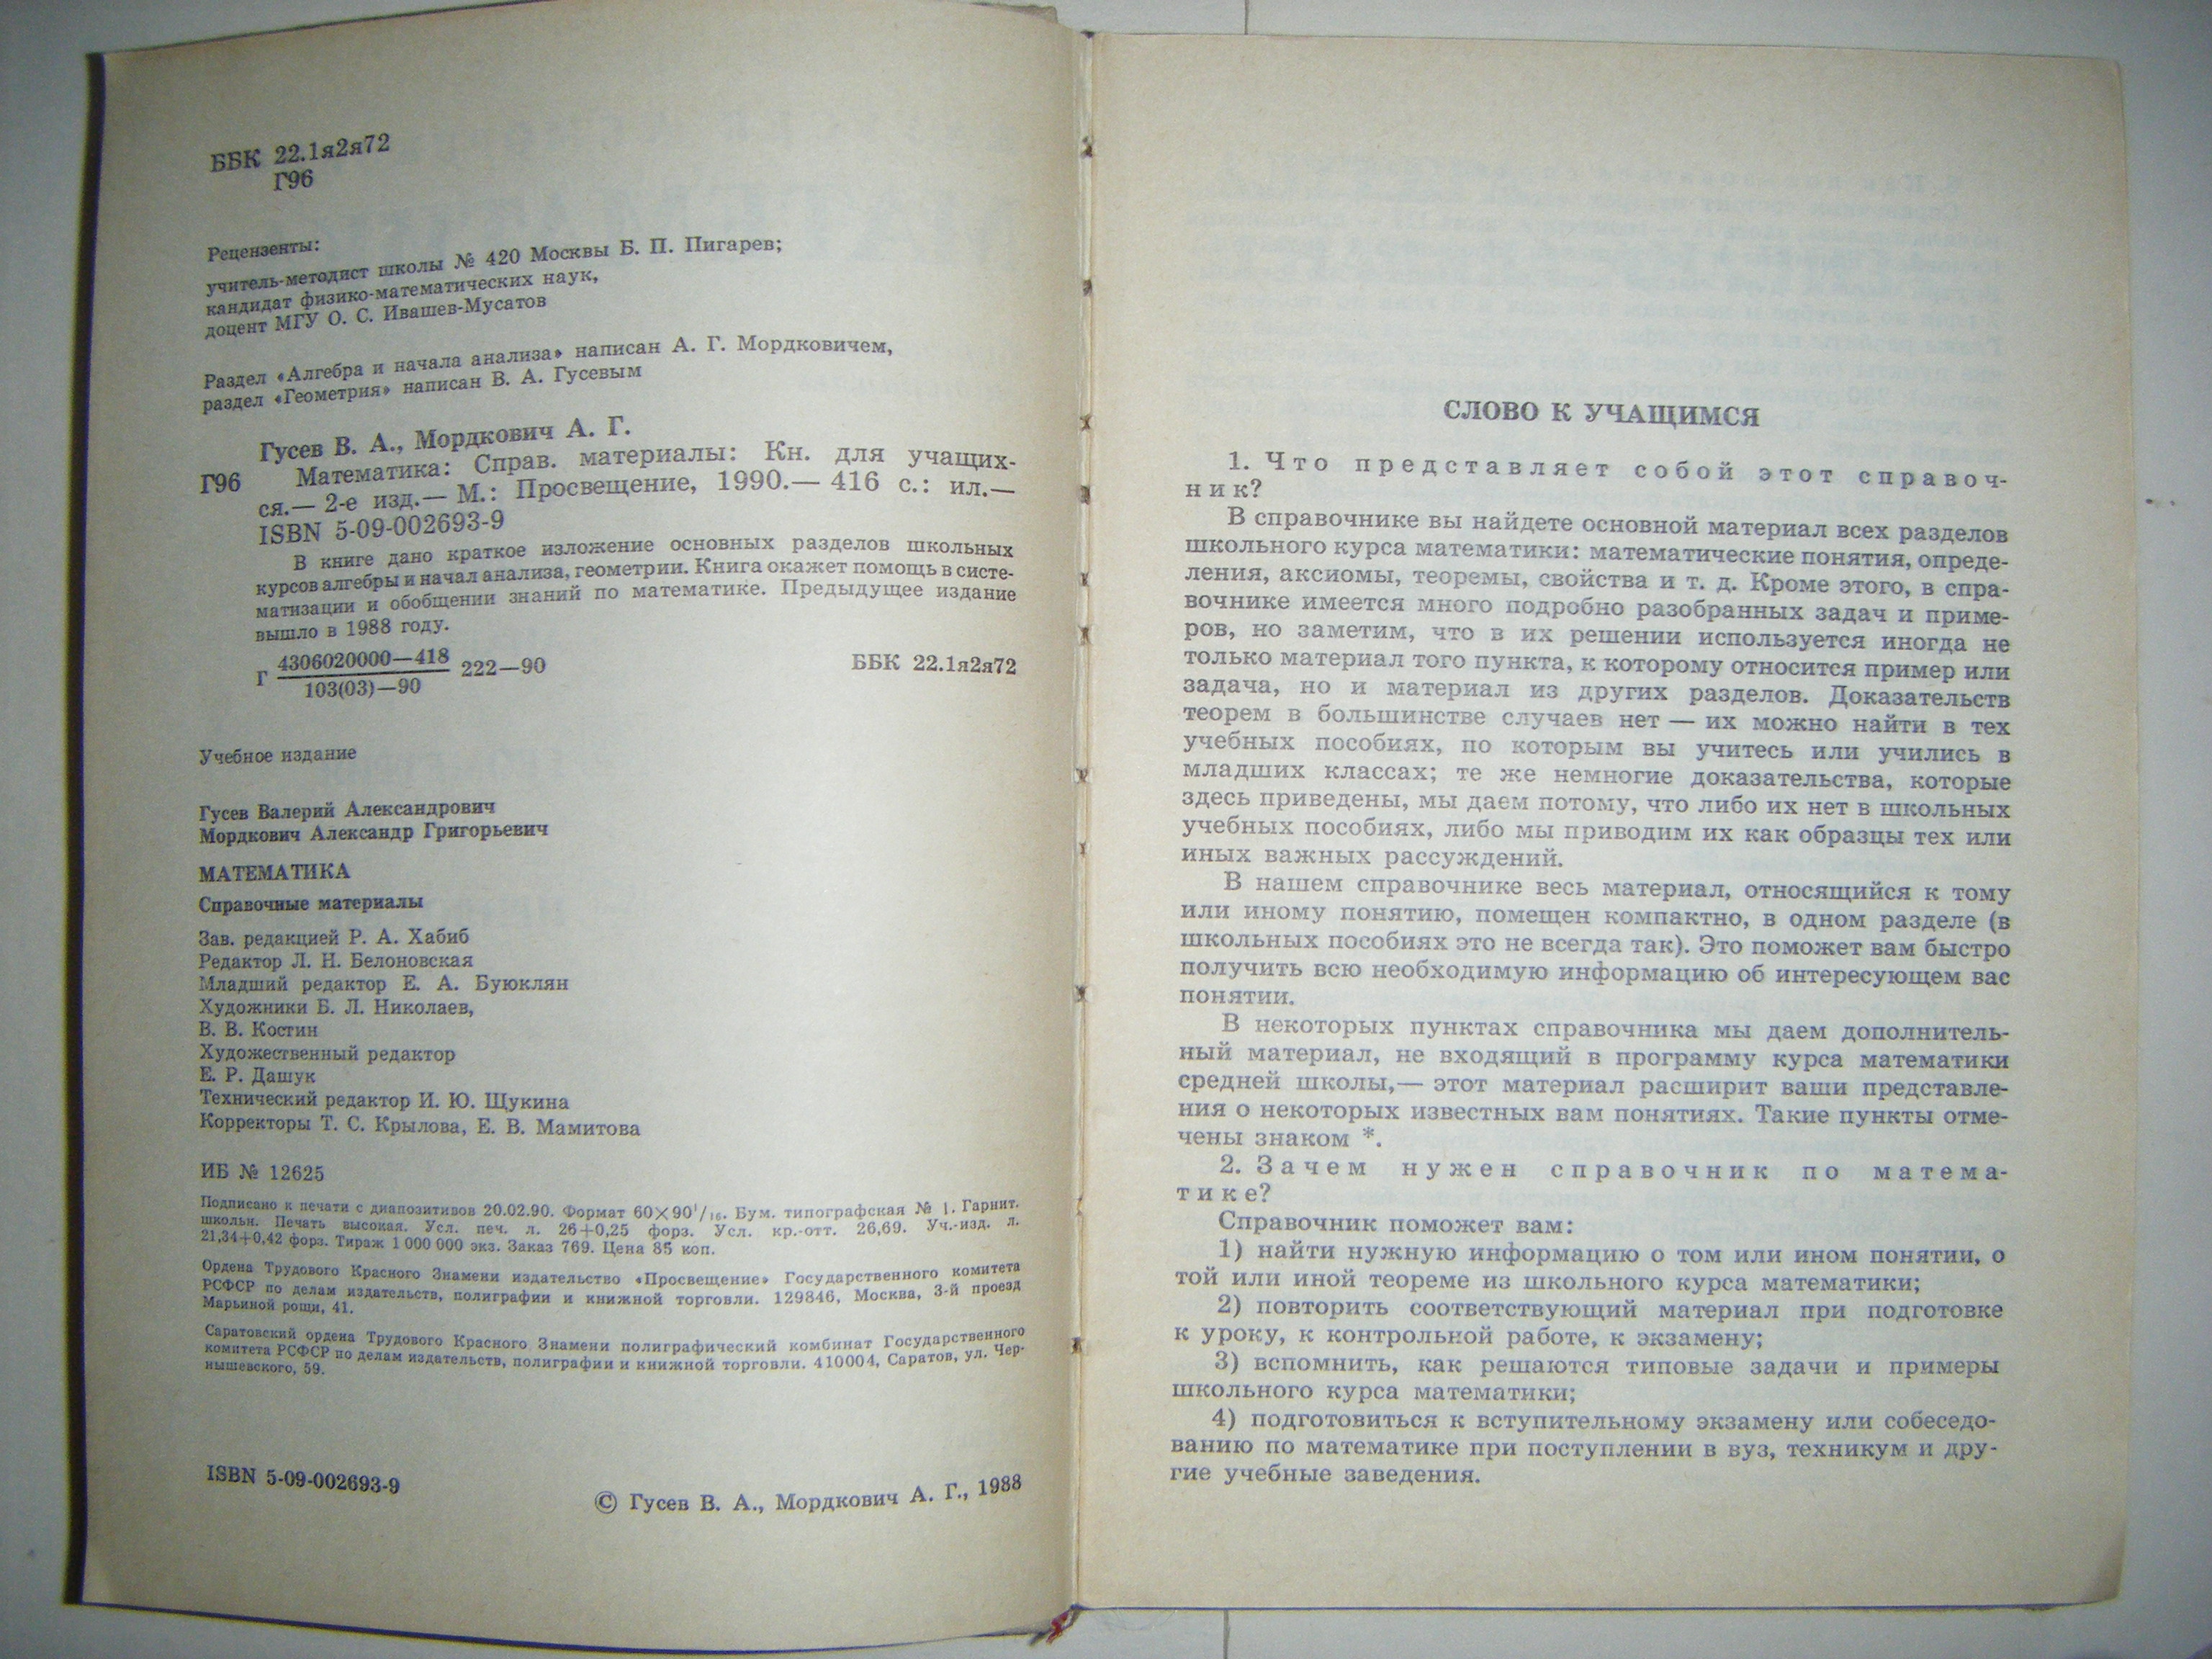 ББК 22.1я2я72
Г96
Рецензенты:
учитель-методист школы № 420 Москвы Б. П. Пигарев;
кандидат физико-математических наук,
доцент МГУ О. С. Ивашев-Мусатов
Раздел «Алгебра и начала анализа» написан А. Г. Мордковичем,
раздел «Геометрия» написан В. А. Гусевым
Гусев В. А., Мордкович А. Г.
Г96 Математика: Справ. материалы: Кн. для учащих-
ся.— 2-е изд.— М.: Просвещение, 1990.— 416 с.: ил.—
ISBN 5-09-002693-9
В книге дано краткое изложение основных разделов школьных
курсов алгебры и начал анализа, геометрии. Книга окажет помощь в систе-
матизации и обобщении знаний по математике. Предыдущее издание
вышло в 1988 году.
Г 4306020000—418 / 103(03)—90 222—90 ББК 22.1я2я72
Учебное издание
Гусев Валерий Александрович
Мордкович Александр Григорьевич
МАТЕМАТИКА
Справочные материалы
Зав. редакцией Р. А. Хабиб
Редактор Л. Н. Белоновская
Младший редактор Е. А. Буюклян
Художники Б. Л. Николаев,
В. В. Костин
Художественный редактор
Е. Р. Дашук
Технический редактор И. Ю. Щукина
Корректоры Т. С. Крылова, Е. В. Мамитова
ИБ № 12625
Подписано к печати с диапозитивов 20.02.90. Формат 60×90¹/₁₆. Бум. типографская № 1. Гарнит.
школьн. Печать высокая. Усл. печ. л. 26+0,25 форз. Усл. кр.-отт. 26,69. Уч.-изд. л.
21,34+0,42 форз. Тираж 1 000 000 экз. Заказ 769. Цена 85 коп.
Ордена Трудового Красного Знамени издательство «Просвещение» Государственного комитета
РСФСР по делам издательств, полиграфии и книжной торговли. 129846, Москва, 3-й проезд
Марьиной рощи, 41.
Саратовский ордена Трудового Красного Знамени полиграфический комбинат Государственного
комитета РСФСР по делам издательств, полиграфии и книжной торговли. 410004, Саратов, ул. Чер-
нышевского, 59.
ISBN 5-09-002693-9
© Гусев В. А., Мордкович А. Г., 1988
СЛОВО К УЧАЩИМСЯ
1. Что представляет собой этот справоч-
ник?
В справочнике вы найдете основной материал всех разделов
школьного курса математики: математические понятия, опреде-
ления, аксиомы, теоремы, свойства и т. д. Кроме этого, в спра-
вочнике имеется много подробно разобранных задач и приме-
ров, но заметим, что в их решении используется иногда не
только материал того пункта, к которому относится пример или
задача, но и материал из других разделов. Доказательств
теорем в большинстве случаев нет — их можно найти в тех
учебных пособиях, по которым вы учитесь или учились в
младших классах; те же немногие доказательства, которые
здесь приведены, мы даем потому, что либо их нет в школьных
учебных пособиях, либо мы приводим их как образцы тех или
иных важных рассуждений.
В нашем справочнике весь материал, относящийся к тому
или иному понятию, помещен компактно, в одном разделе (в
школьных пособиях это не всегда так). Это поможет вам быстро
получить всю необходимую информацию об интересующем вас
понятии.
В некоторых пунктах справочника мы даем дополнитель-
ный материал, не входящий в программу курса математики
средней школы,— этот материал расширит ваши представле-
ния о некоторых известных вам понятиях. Такие пункты отме-
чены знаком *.
2. Зачем нужен справочник по матема-
тике?
Справочник поможет вам:
1) найти нужную информацию о том или ином понятии, о
той или иной теореме из школьного курса математики;
2) повторить соответствующий материал при подготовке
к уроку, к контрольной работе, к экзамену;
3) вспомнить, как решаются типовые задачи и примеры
школьного курса математики;
4) подготовиться к вступительному экзамену или собеседо-
ванию по математике при поступлении в вуз, техникум и дру-
гие учебные заведения.